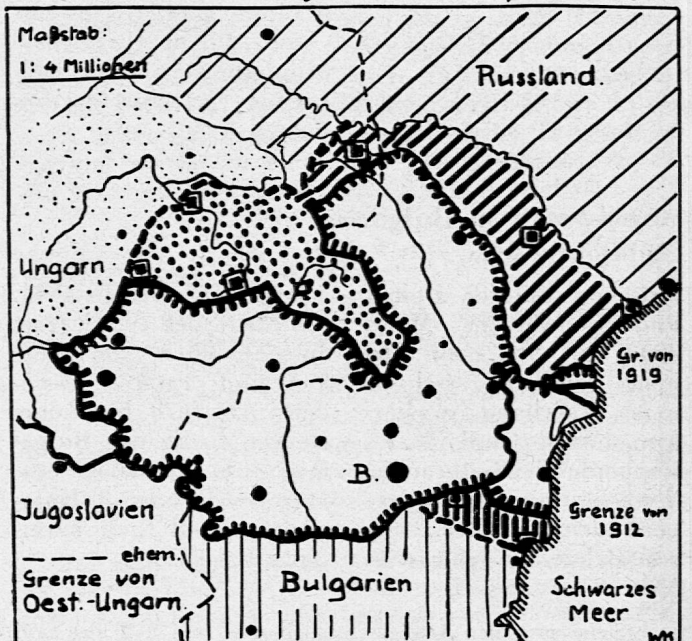 Maßstab:
1:4 Millionen
Russland.
Ungarn
Gr. von
1919
B.
Jugoslavien
Grenze von
1912
ehem.
Grenze von
Oest.-Ungarn.
Bulgarien
Schwarzes
Meer